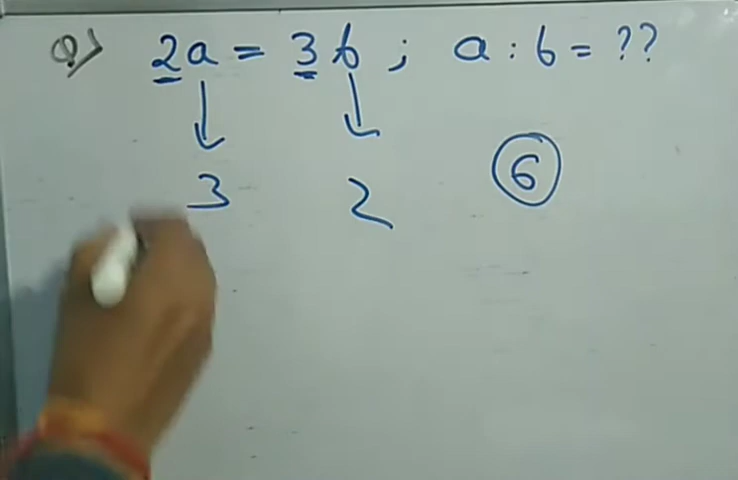 Q) 2a = 3b ; a : b = ??
3 2 6